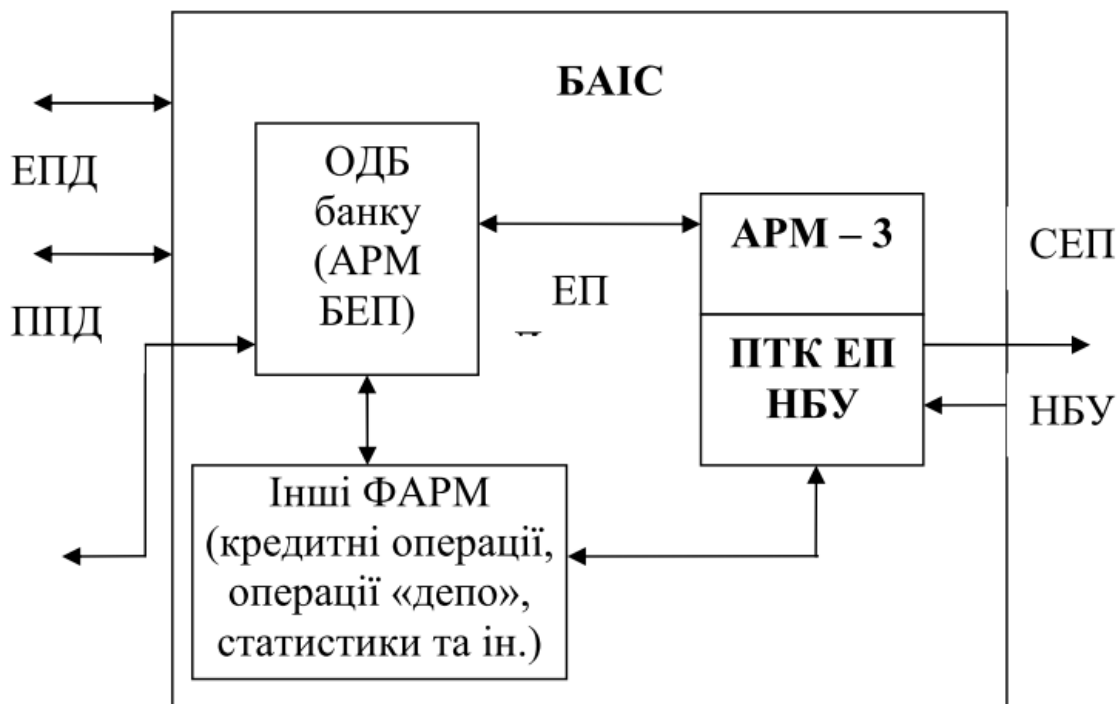 БАІС
ЕПД
ППД
ОДБ
банку
(АРМ
БЕП)
ЕП
АРМ – 3
ПТК ЕП
НБУ
СЕП
НБУ
Інші ФАРМ
(кредитні операції,
операції «депо»,
статистики та ін.)